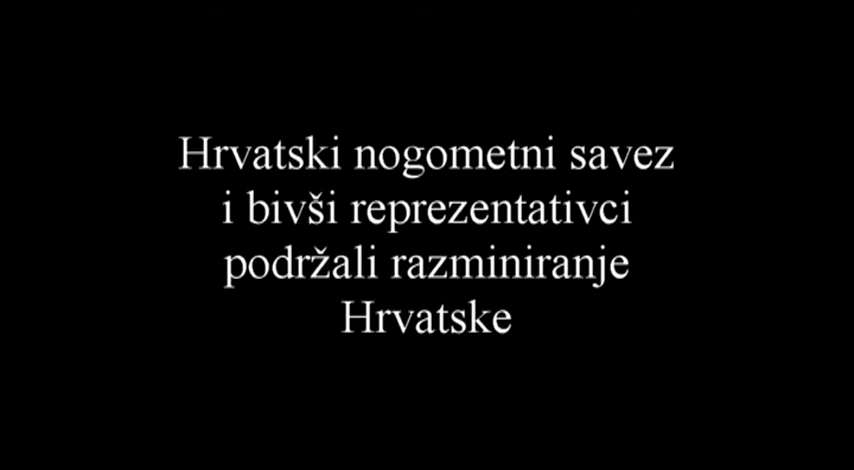 Hrvatski nogometni savez
i bivši reprezentativci
podržali razminiranje
Hrvatske